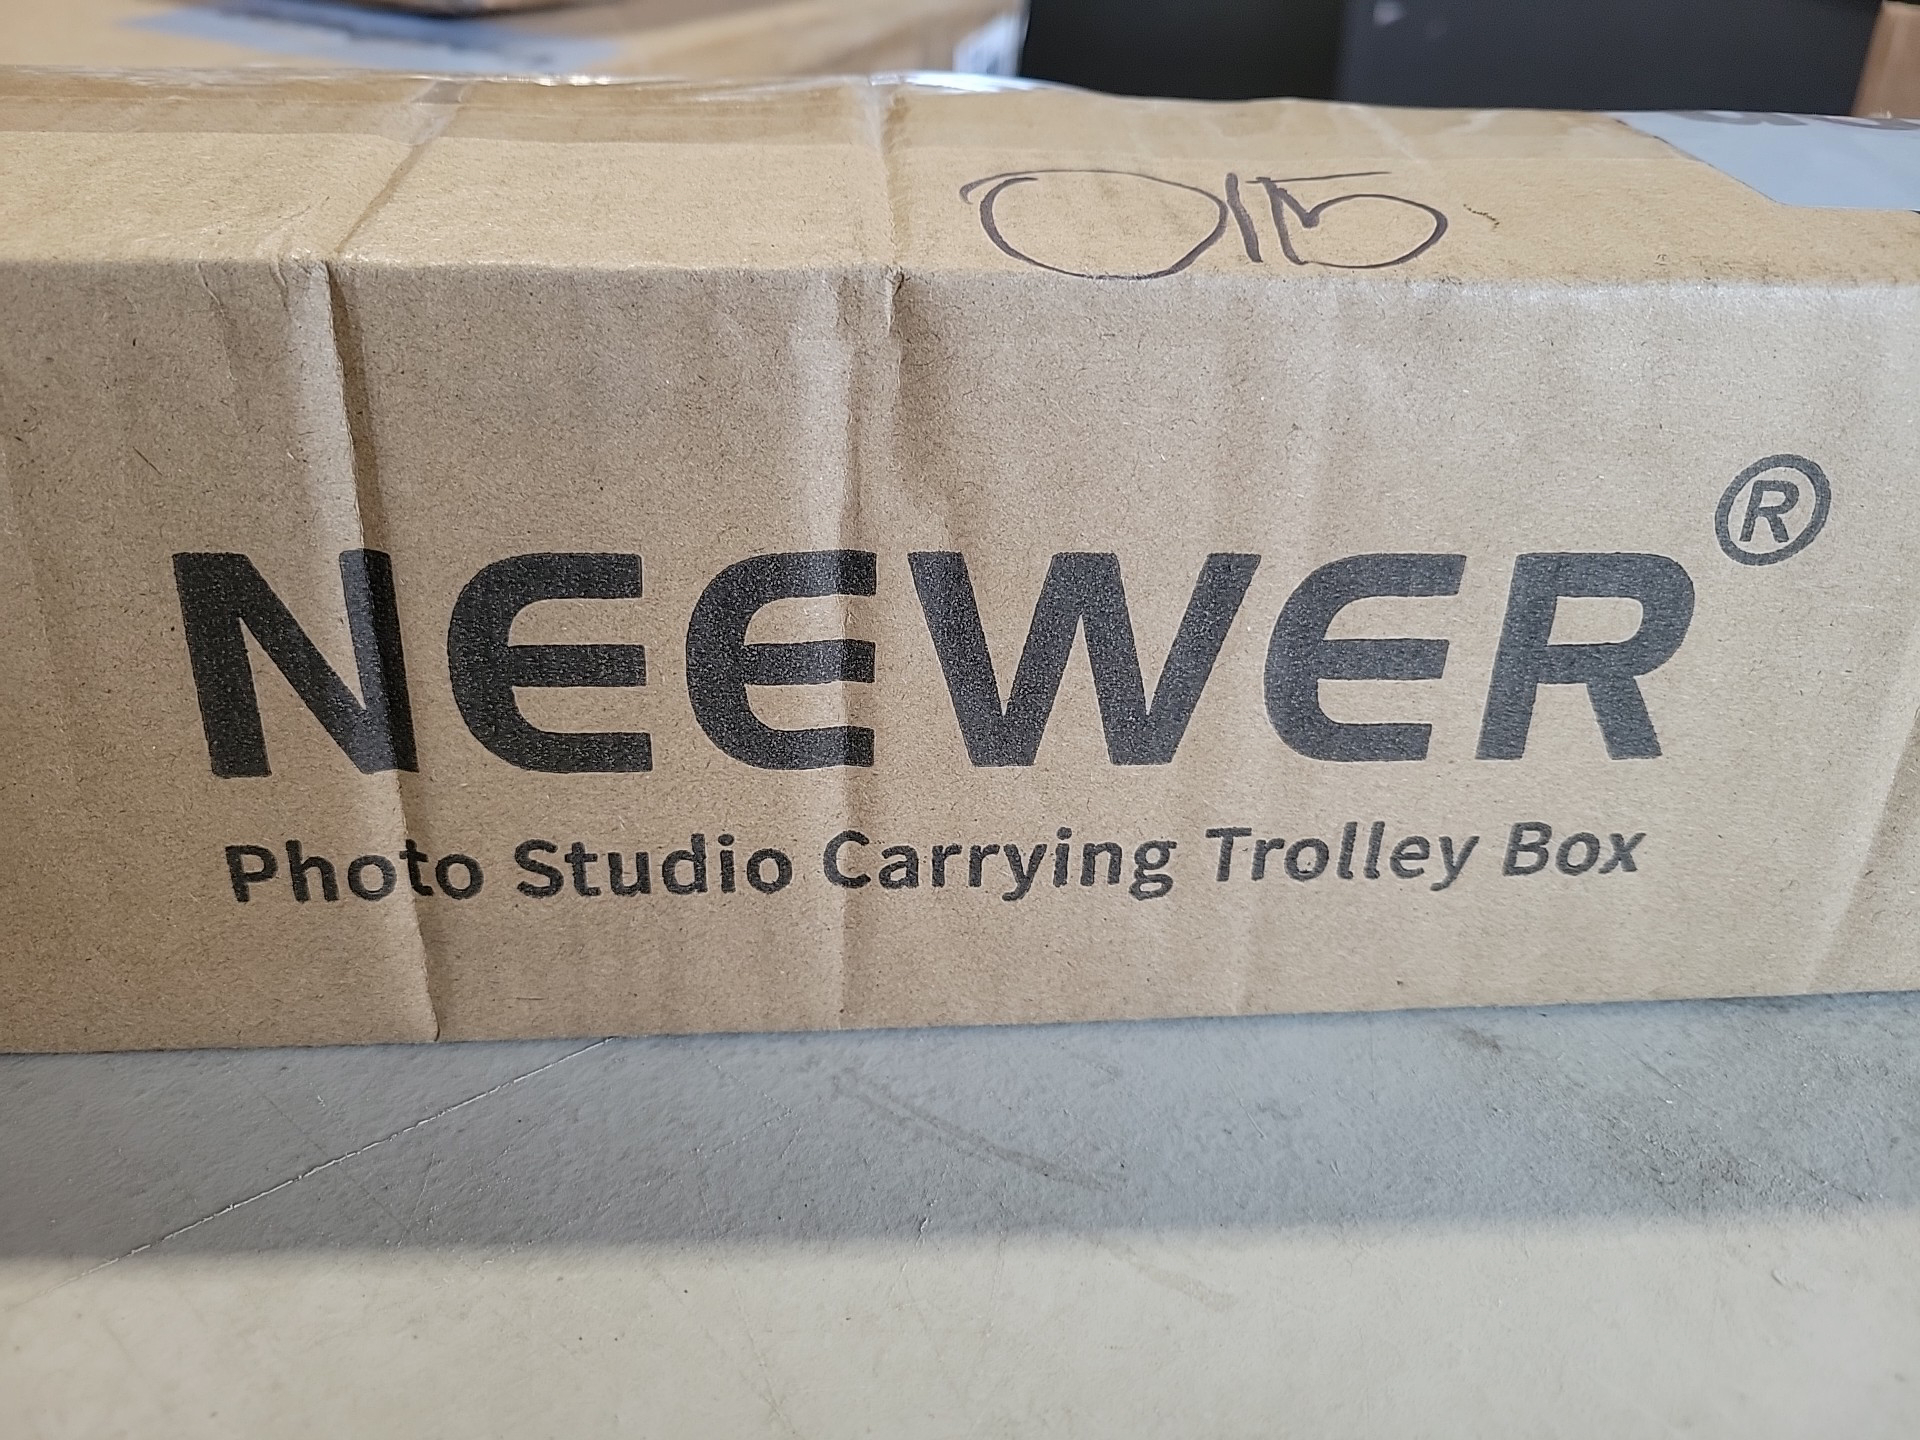 015
NEEWER®
Photo Studio Carrying Trolley Box